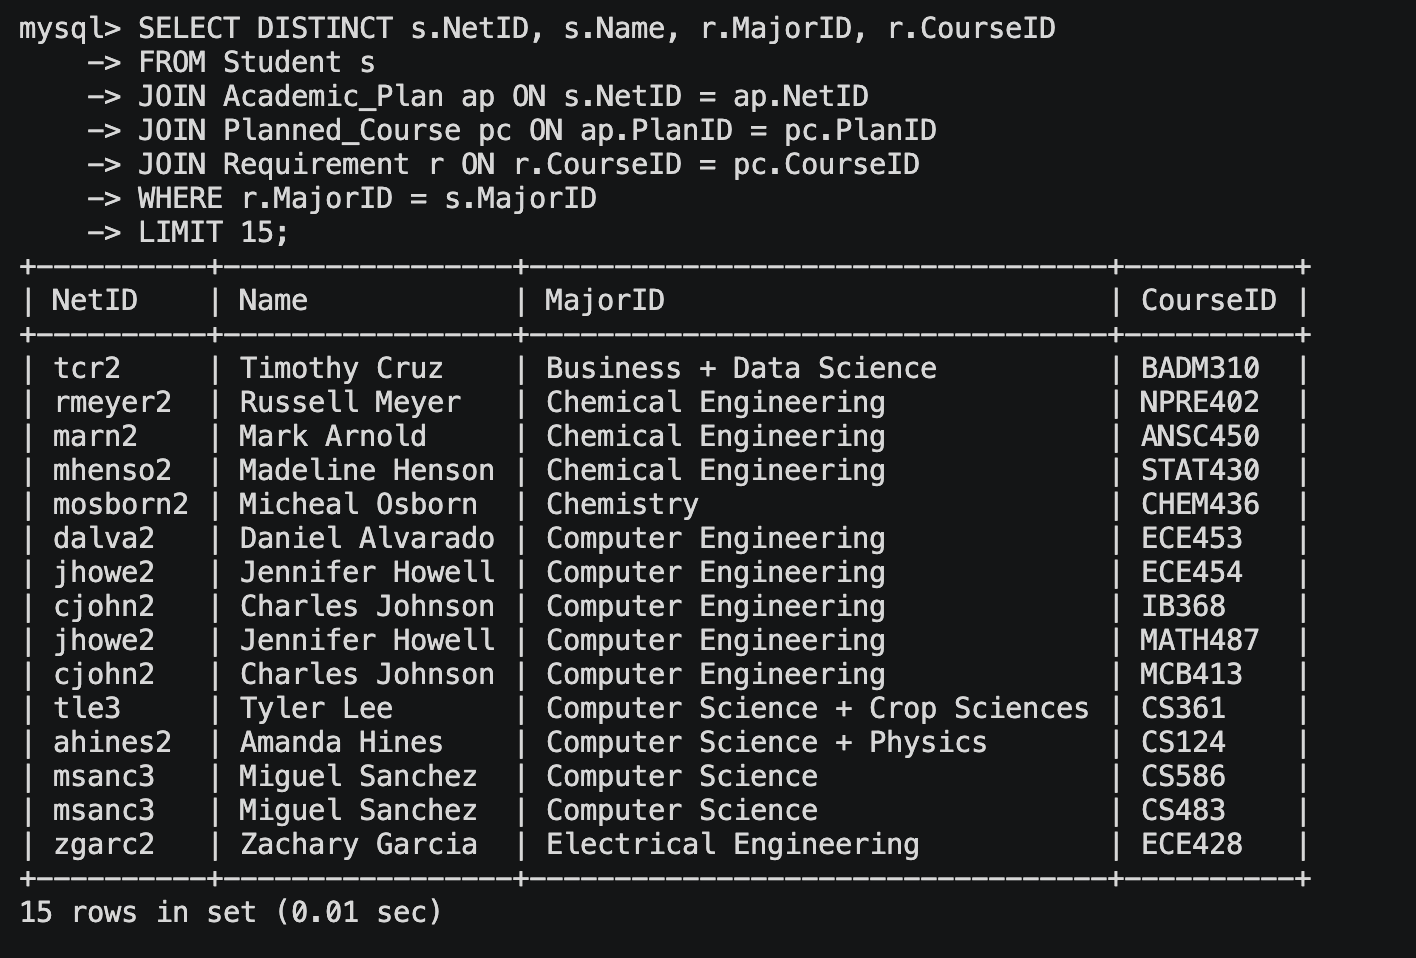 mysql> SELECT DISTINCT s.NetID, s.Name, r.MajorID, r.CourseID
    -> FROM Student s
    -> JOIN Academic_Plan ap ON s.NetID = ap.NetID
    -> JOIN Planned_Course pc ON ap.PlanID = pc.PlanID
    -> JOIN Requirement r ON r.CourseID = pc.CourseID
    -> WHERE r.MajorID = s.MajorID
    -> LIMIT 15;
+----------+-----------------+----------------------------------+----------+
| NetID    | Name            | MajorID                          | CourseID |
+----------+-----------------+----------------------------------+----------+
| tcr2     | Timothy Cruz    | Business + Data Science          | BADM310  |
| rmeyer2  | Russell Meyer   | Chemical Engineering             | NPRE402  |
| marn2    | Mark Arnold     | Chemical Engineering             | ANSC450  |
| mhenso2  | Madeline Henson | Chemical Engineering             | STAT430  |
| mosborn2 | Micheal Osborn  | Chemistry                        | CHEM436  |
| dalva2   | Daniel Alvarado | Computer Engineering             | ECE453   |
| jhowe2   | Jennifer Howell | Computer Engineering             | ECE454   |
| cjohn2   | Charles Johnson | Computer Engineering             | IB368    |
| jhowe2   | Jennifer Howell | Computer Engineering             | MATH487  |
| cjohn2   | Charles Johnson | Computer Engineering             | MCB413   |
| tle3     | Tyler Lee       | Computer Science + Crop Sciences | CS361    |
| ahines2  | Amanda Hines    | Computer Science + Physics       | CS124    |
| msanc3   | Miguel Sanchez  | Computer Science                 | CS586    |
| msanc3   | Miguel Sanchez  | Computer Science                 | CS483    |
| zgarc2   | Zachary Garcia  | Electrical Engineering           | ECE428   |
+----------+-----------------+----------------------------------+----------+
15 rows in set (0.01 sec)